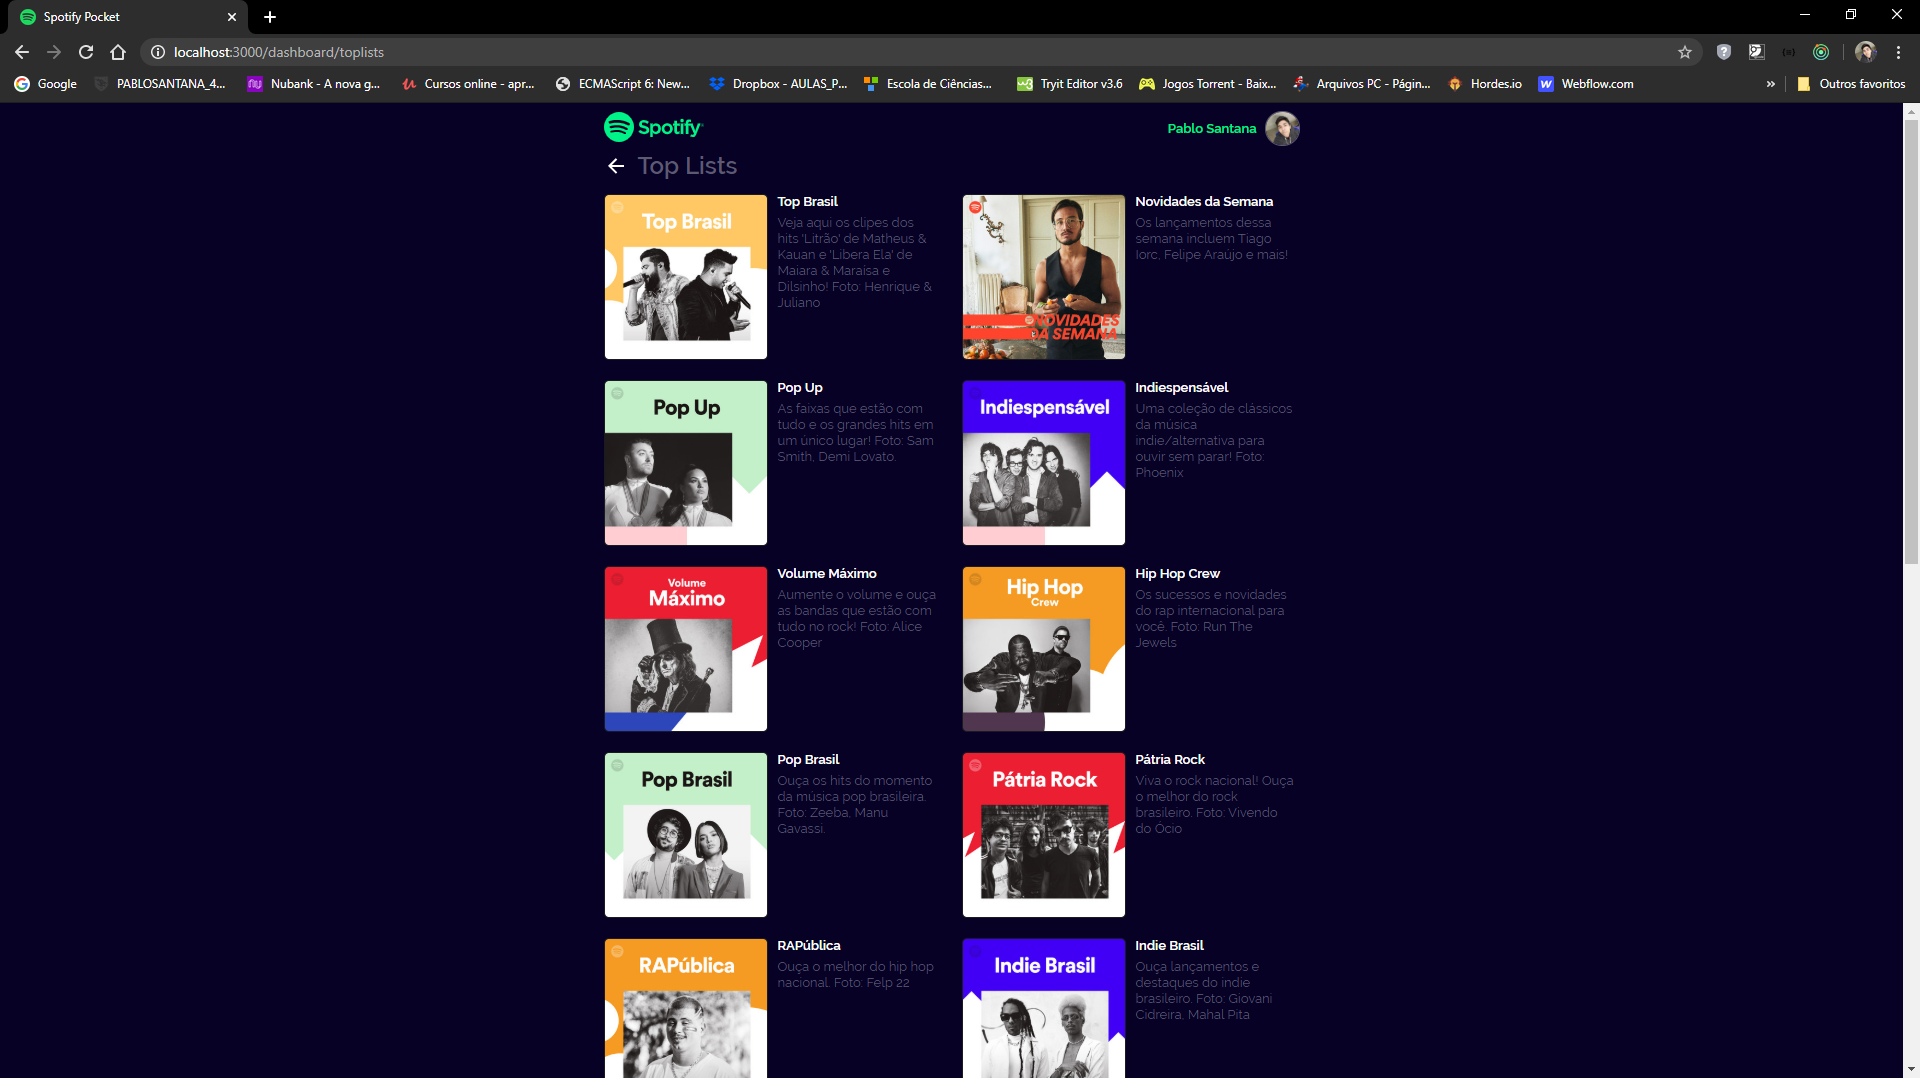 Spotify Pocket
localhost:3000/dashboard/toplists
Google
PABLOSANTANA_4...
Nubank - A nova g...
Cursos online - apr...
ECMAScript 6: New...
Dropbox - AULAS_P...
Escola de Ciências...
Tryit Editor v3.6
Jogos Torrent - Baix...
Arquivos PC - Págin...
Hordes.io
Webflow.com
»
Outros favoritos
Spotify
Pablo Santana
Top Lists
Top Brasil
Top Brasil
Veja aqui os clipes dos
hits 'Litrão' de Matheus &
Kauan e 'Libera Ela' de
Maiara & Maraisa e
Dilsinho! Foto: Henrique &
Juliano
NOVIDADES
DA SEMANA
Novidades da Semana
Os lançamentos dessa
semana incluem Tiago
Iorc, Felipe Araújo e mais!
Pop Up
Pop Up
As faixas que estão com
tudo e os grandes hits em
um único lugar! Foto: Sam
Smith, Demi Lovato.
Indiespensável
Indiespensável
Uma coleção de clássicos
da música
indie/alternativa para
ouvir sem parar! Foto:
Phoenix
Volume
Máximo
Volume Máximo
Aumente o volume e ouça
as bandas que estão com
tudo no rock! Foto: Alice
Cooper
Hip Hop
Crew
Hip Hop Crew
Os sucessos e novidades
do rap internacional para
você. Foto: Run The
Jewels
Pop Brasil
Pop Brasil
Ouça os hits do momento
da música pop brasileira.
Foto: Zeeba, Manu
Gavassi.
Pátria Rock
Pátria Rock
Viva o rock nacional! Ouça
o melhor do rock
brasileiro. Foto: Vivendo
do Ócio
RAPública
RAPública
Ouça o melhor do hip hop
nacional. Foto: Felp 22
Indie Brasil
Indie Brasil
Ouça lançamentos e
destaques do indie
brasileiro. Foto: Giovani
Cidreira, Mahal Pita